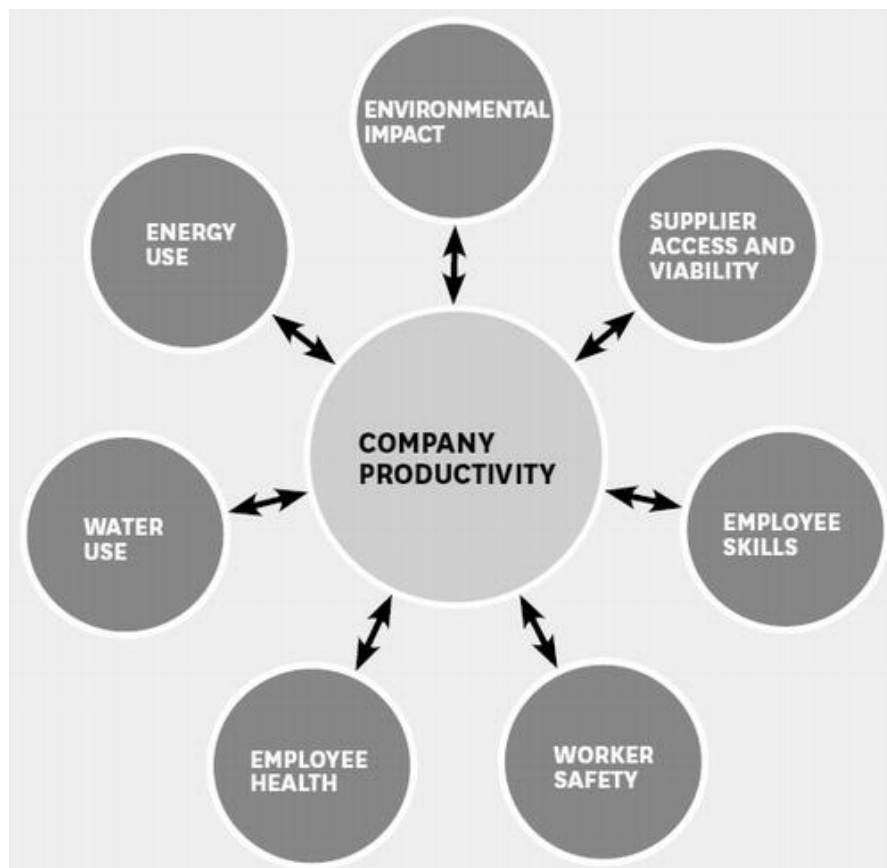 ENVIRONMENTAL
IMPACT
SUPPLIER
ACCESS AND
VIABILITY
EMPLOYEE
SKILLS
WORKER
SAFETY
EMPLOYEE
HEALTH
WATER
USE
ENERGY
USE
COMPANY
PRODUCTIVITY